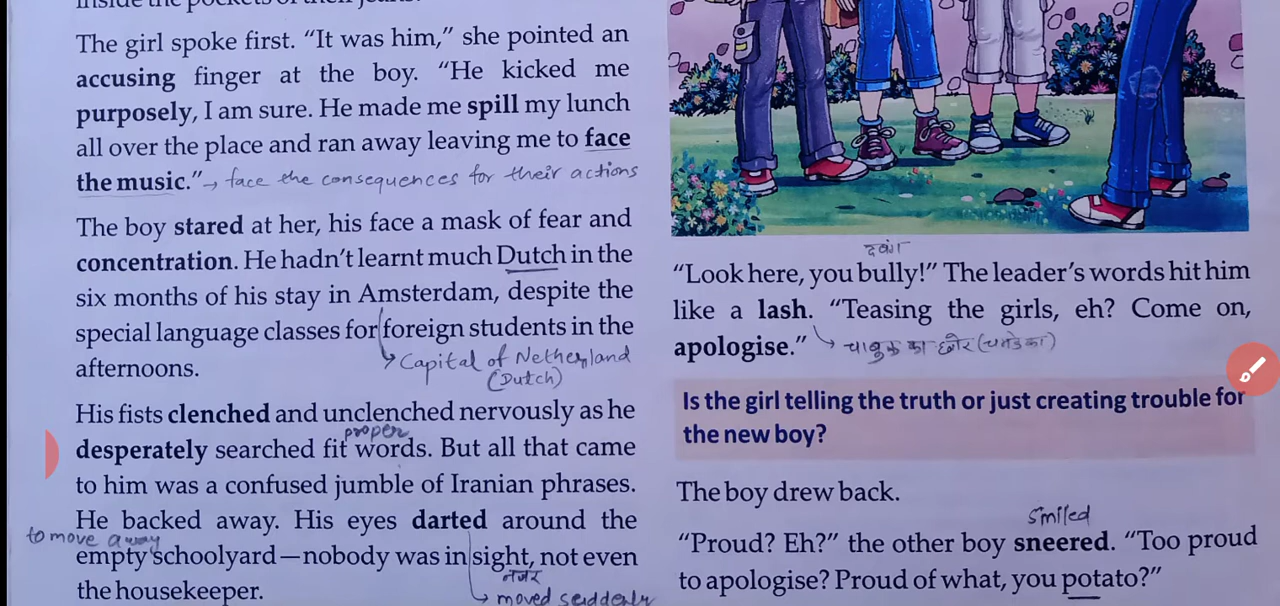 inside the pockets of their jeans.
The girl spoke first. “It was him,” she pointed an
accusing finger at the boy. “He kicked me
purposely, I am sure. He made me spill my lunch
all over the place and ran away leaving me to face
the music.” → face the consequences for their actions
The boy stared at her, his face a mask of fear and
concentration. He hadn’t learnt much Dutch in the
six months of his stay in Amsterdam, despite the
special language classes for foreign students in the
afternoons.
→ Capital of Netherland
(Dutch)
His fists clenched and unclenched nervously as he
proper
desperately searched fit words. But all that came
to him was a confused jumble of Iranian phrases.
He backed away. His eyes darted around the
to move away
empty schoolyard—nobody was in sight, not even
नजर
the housekeeper.
→ moved suddenly
दबंग
“Look here, you bully!” The leader’s words hit him
like a lash. “Teasing the girls, eh? Come on,
apologise.” → चाबुक का छोर (चमड़े का)
Is the girl telling the truth or just creating trouble for
the new boy?
The boy drew back.
smiled
“Proud? Eh?” the other boy sneered. “Too proud
to apologise? Proud of what, you potato?”